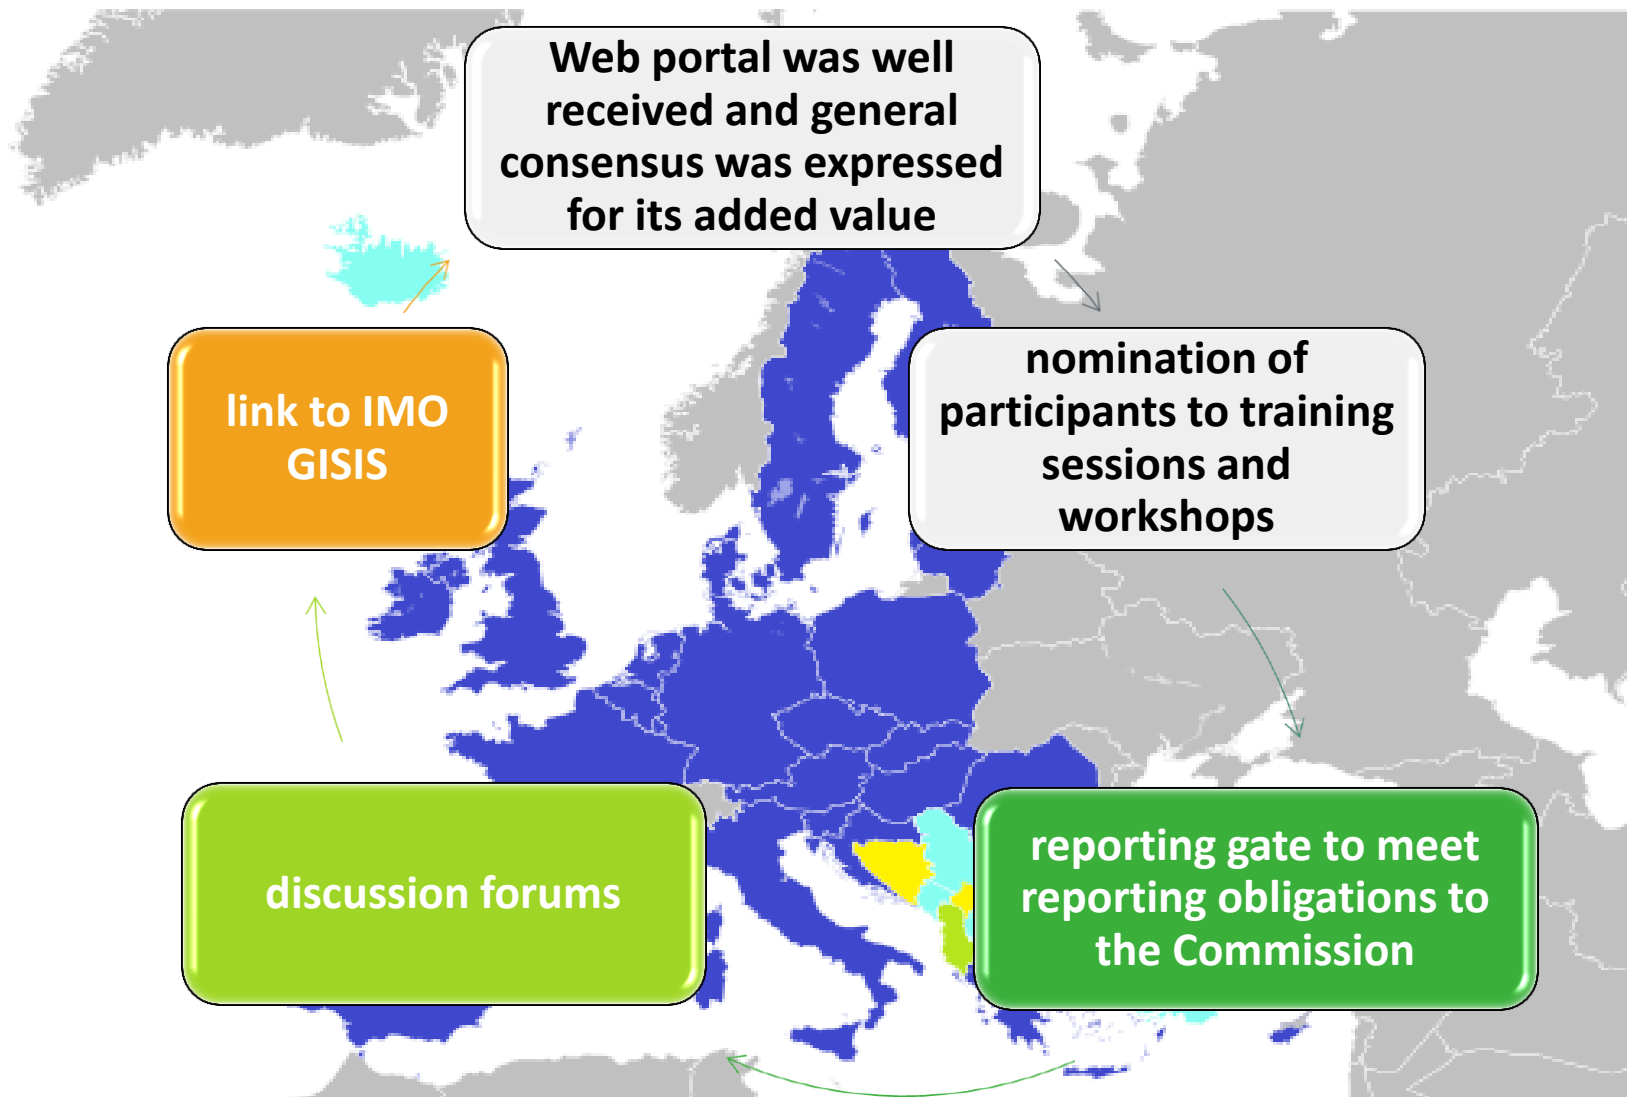 Web portal was well
received and general
consensus was expressed
for its added value
nomination of
participants to training
sessions and
workshops
reporting gate to meet
reporting obligations to
the Commission
discussion forums
link to IMO
GISIS